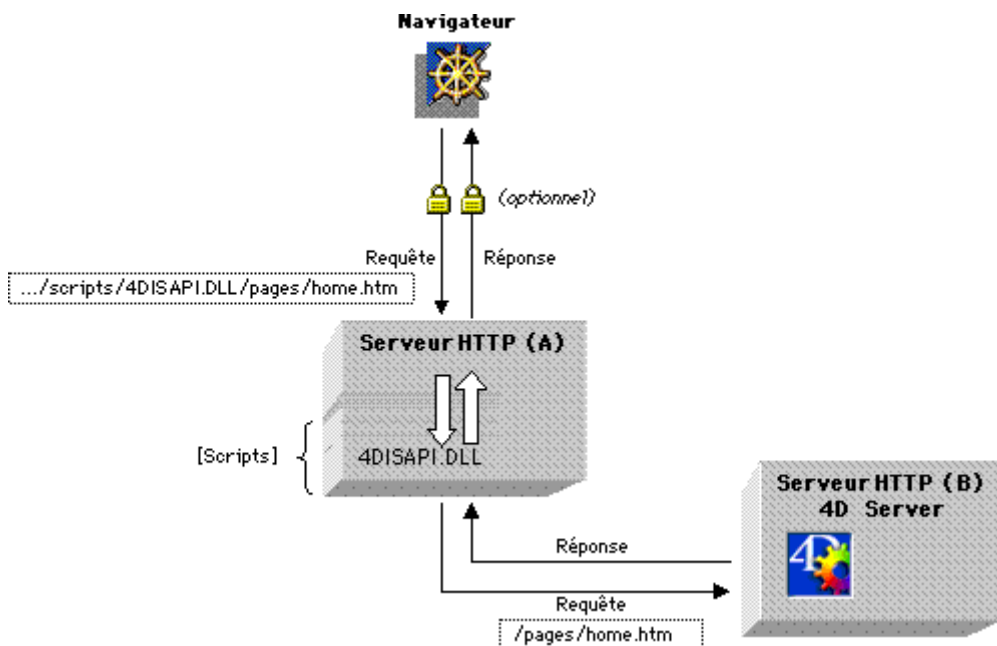 Navigateur
(optionnel)
Requête
Réponse
.../scripts/4DISAPI.DLL/pages/home.htm
Serveur HTTP (A)
[Scripts]
4DISAPI.DLL
Serveur HTTP (B)
4D Server
4D
Réponse
Requête
/pages/home.htm